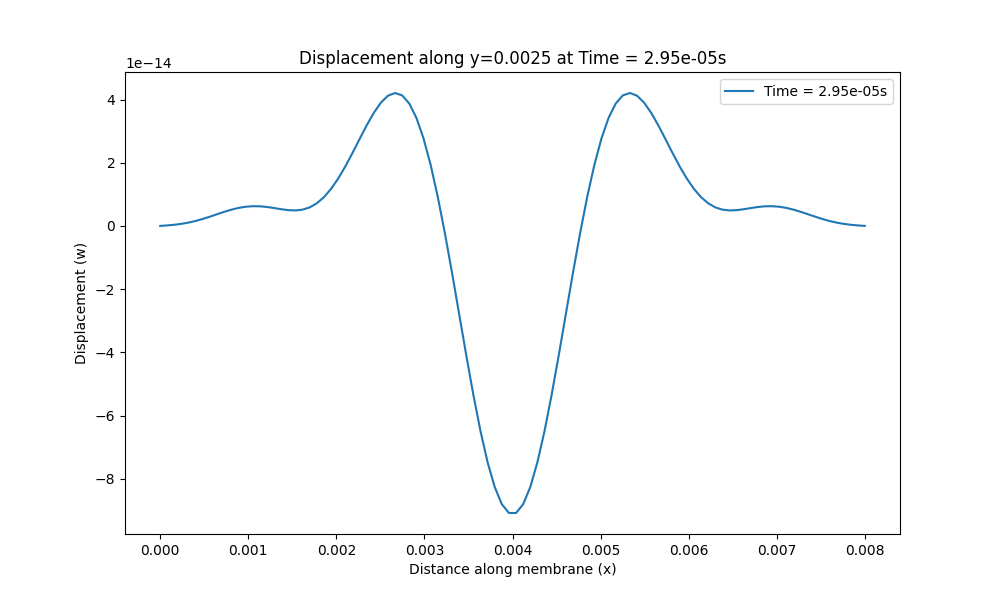 Displacement along y=0.0025 at Time = 2.95e-05s
1e−14
Time = 2.95e-05s
4
2
0
−2
−4
−6
−8
Displacement (w)
0.000 0.001 0.002 0.003 0.004 0.005 0.006 0.007 0.008
Distance along membrane (x)